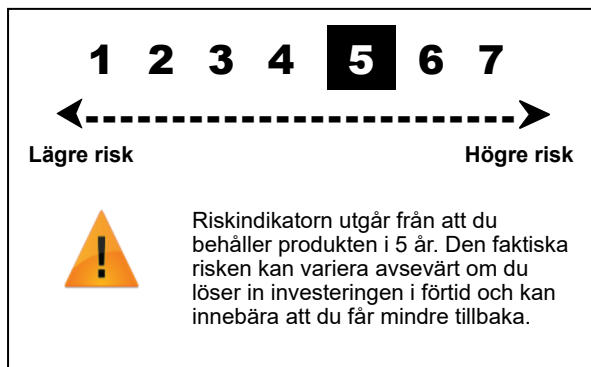 1 2 3 4 5 6 7
Lägre risk Högre risk
!
Riskindikatorn utgår från att du
behåller produkten i 5 år. Den faktiska
risken kan variera avsevärt om du
löser in investeringen i förtid och kan
innebära att du får mindre tillbaka.